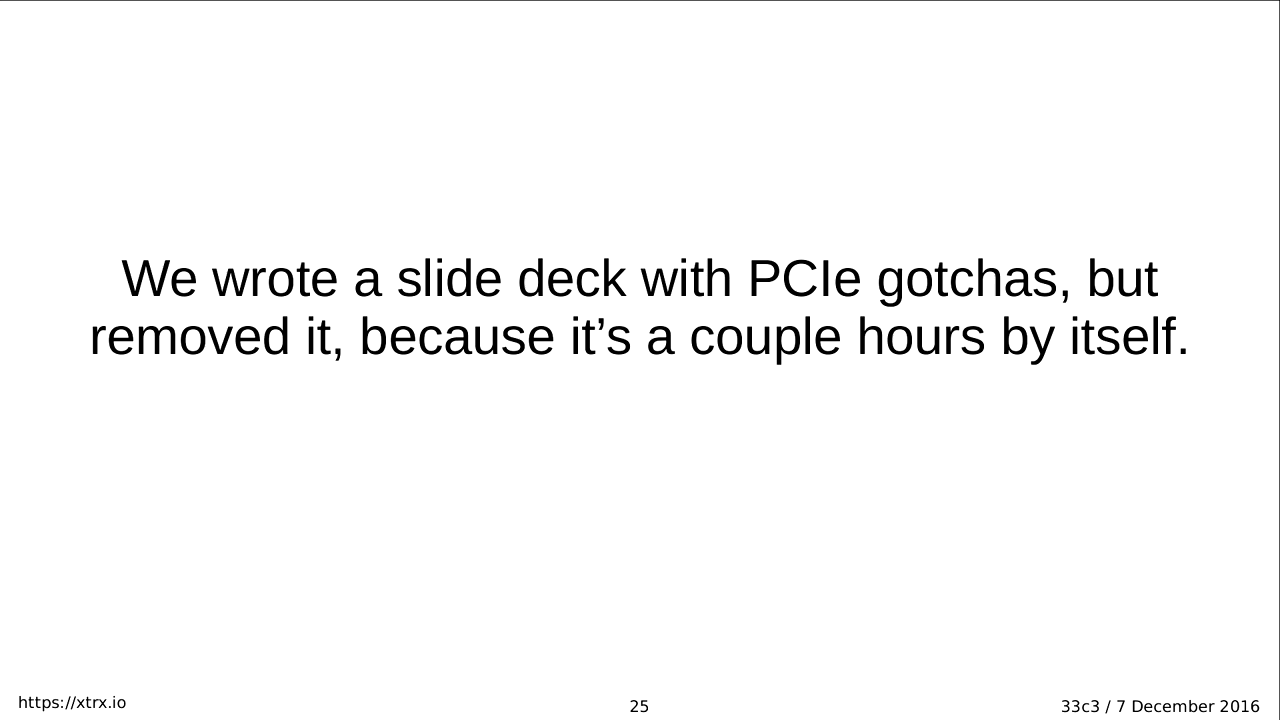 We wrote a slide deck with PCIe gotchas, but
removed it, because it’s a couple hours by itself.
https://xtrx.io
25
33c3 / 7 December 2016